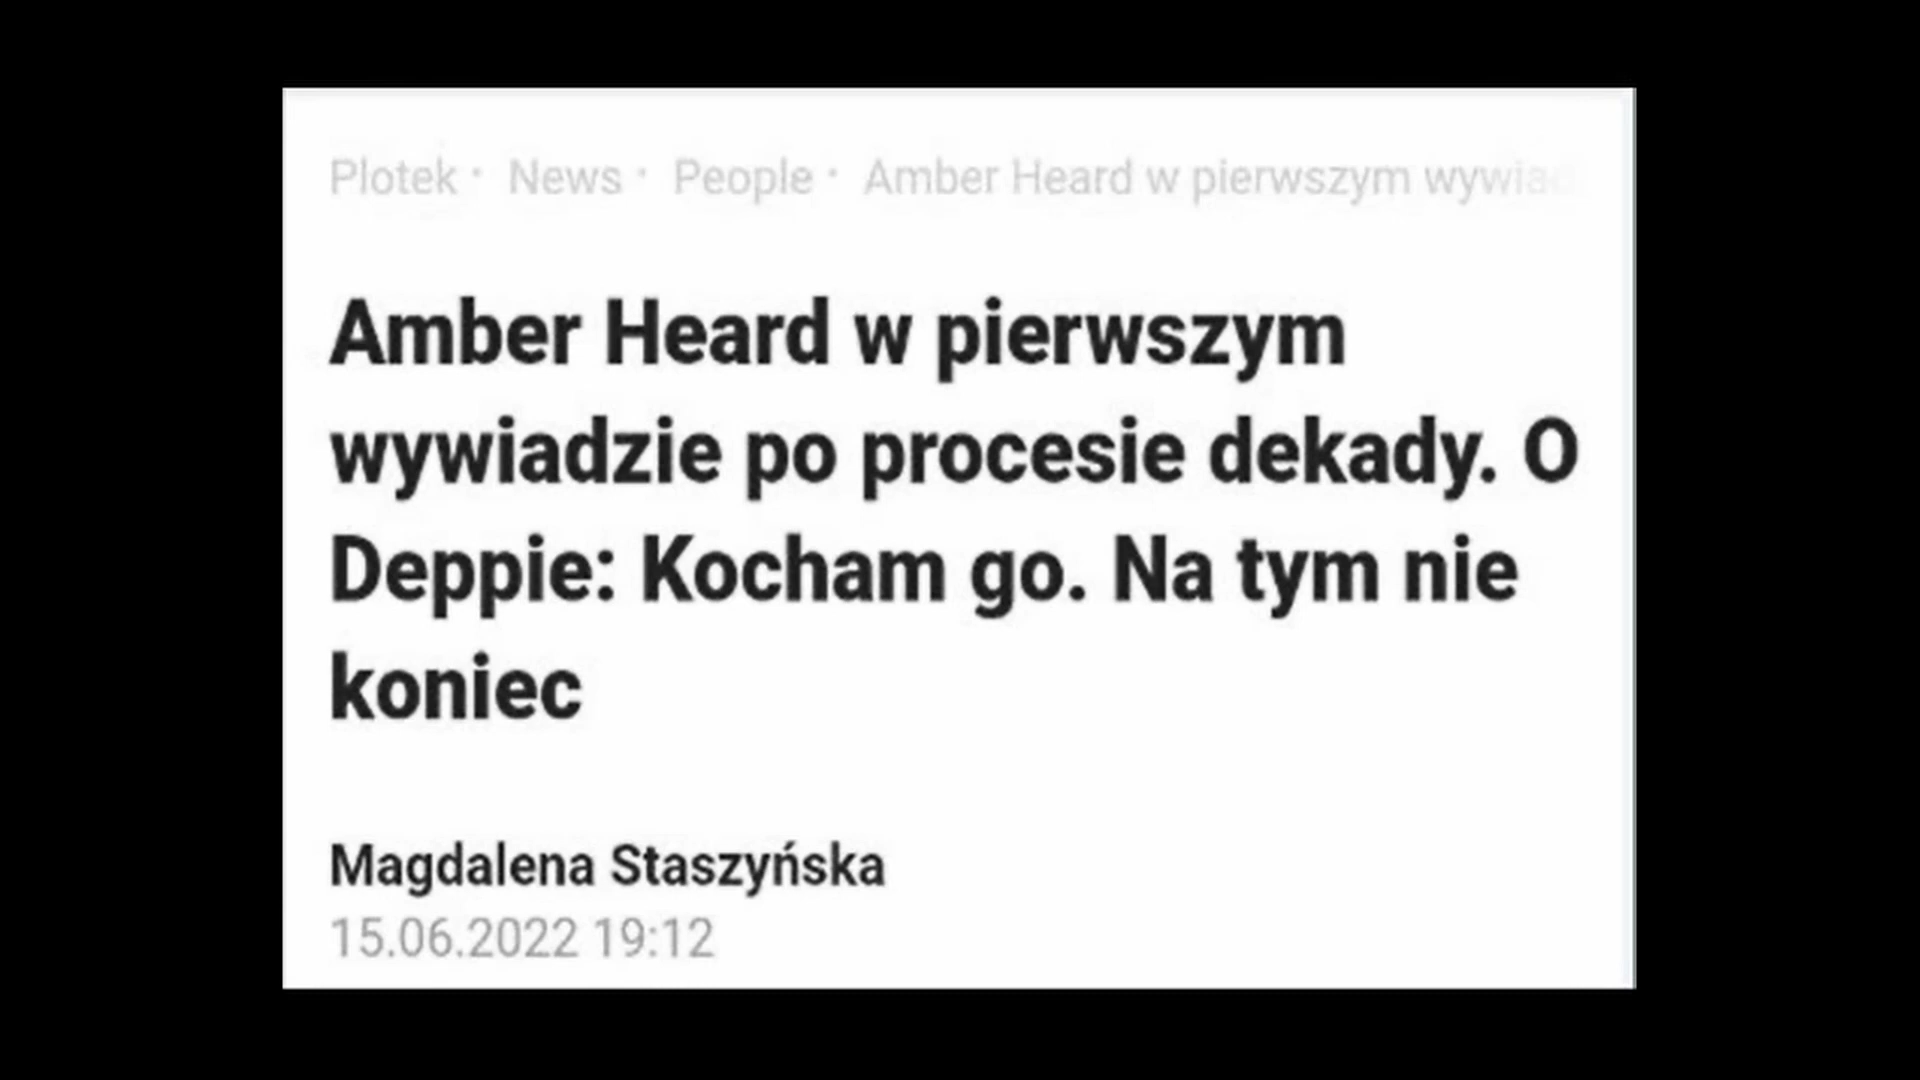 Plotek · News · People · Amber Heard w pierwszym wywiad
Amber Heard w pierwszym
wywiadzie po procesie dekady. O
Deppie: Kocham go. Na tym nie
koniec
Magdalena Staszyńska
15.06.2022 19:12